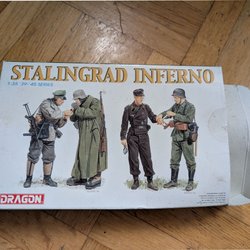 STALINGRAD INFERNO
1:35 '39-'45 SERIES
DRAGON